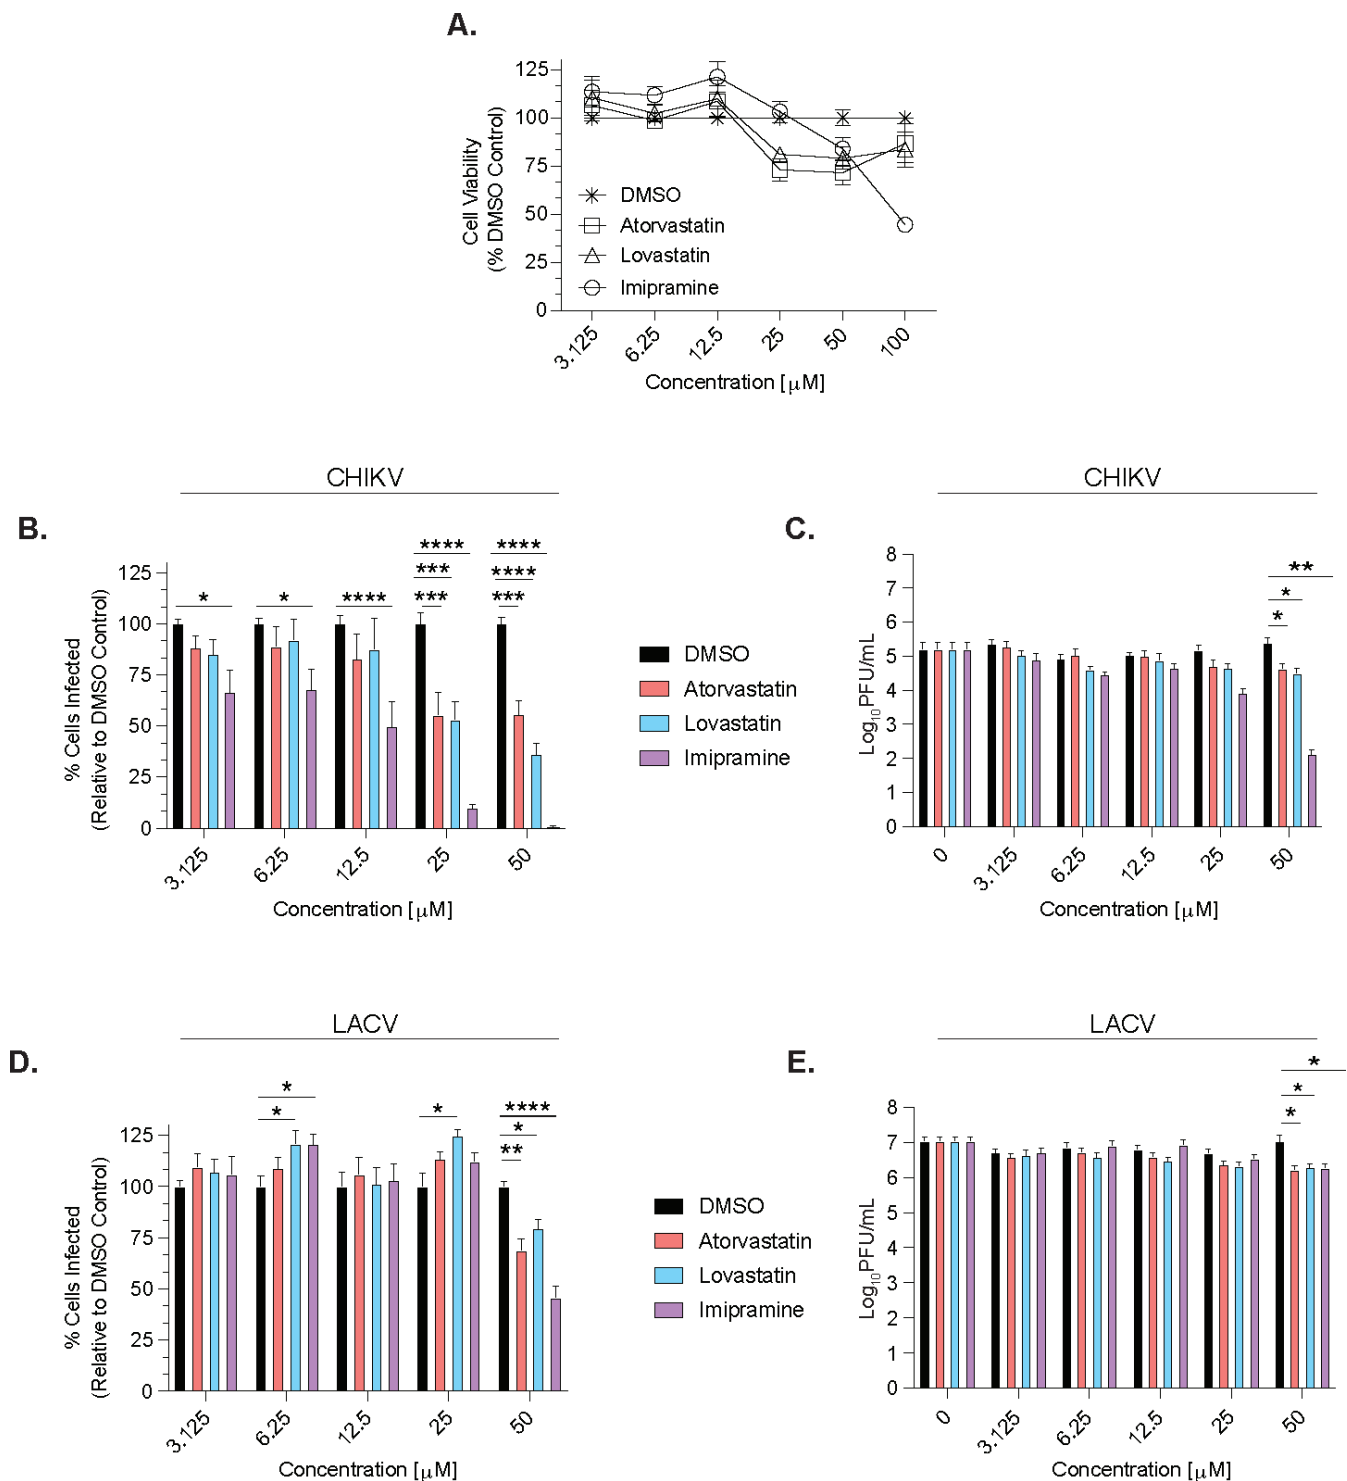 A.
125
100
75
50
25
0
Cell Viability
(% DMSO Control)
DMSO
Atorvastatin
Lovastatin
Imipramine
3.125
6.25
12.5
25
50
100
Concentration [μM]
CHIKV
B.
125
100
75
50
25
0
% Cells Infected
(Relative to DMSO Control)
* * **** **** *** *** **** **** ***
3.125
6.25
12.5
25
50
Concentration [μM]
DMSO
Atorvastatin
Lovastatin
Imipramine
CHIKV
C.
8
7
6
5
4
3
2
1
0
Log10PFU/mL
**
*
*
0
3.125
6.25
12.5
25
50
Concentration [μM]
LACV
D.
125
100
75
50
25
0
% Cells Infected
(Relative to DMSO Control)
* * * **** * **
3.125
6.25
12.5
25
50
Concentration [μM]
DMSO
Atorvastatin
Lovastatin
Imipramine
LACV
E.
8
7
6
5
4
3
2
1
0
Log10PFU/mL
*
*
*
0
3.125
6.25
12.5
25
50
Concentration [μM]